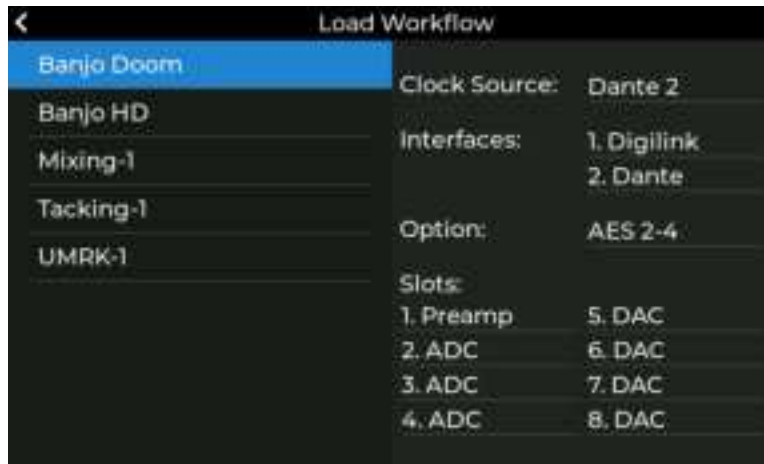 Load Workflow
Banjo Doom
Banjo HD
Mixing-1
Tacking-1
UMRK-1
Clock Source: Dante 2
Interfaces: 1. Digilink
2. Dante
Option: AES 2-4
Slots:
1. Preamp 5. DAC
2. ADC 6. DAC
3. ADC 7. DAC
4. ADC 8. DAC